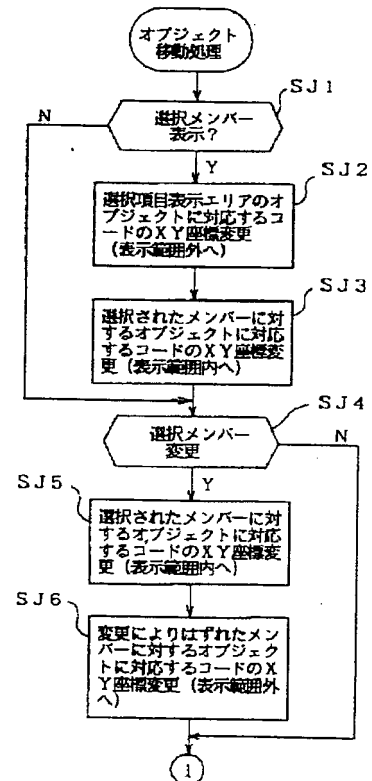 オブジェクト
移動処理
SJ1
選択メンバー
表示?
N
Y
SJ2
選択項目表示エリアのオ
ブジェクトに対応するコ
ードのXY座標変更
(表示範囲外へ)
SJ3
選択されたメンバーに対
するオブジェクトに対応
するコードのXY座標変
更(表示範囲内へ)
SJ4
選択メンバー
変更
N
Y
SJ5
選択されたメンバーに対
するオブジェクトに対応
するコードのXY座標変
更(表示範囲内へ)
SJ6
変更によりはずれたメン
バーに対するオブジェク
トに対応するコードのX
Y座標変更(表示範囲外
へ)
1